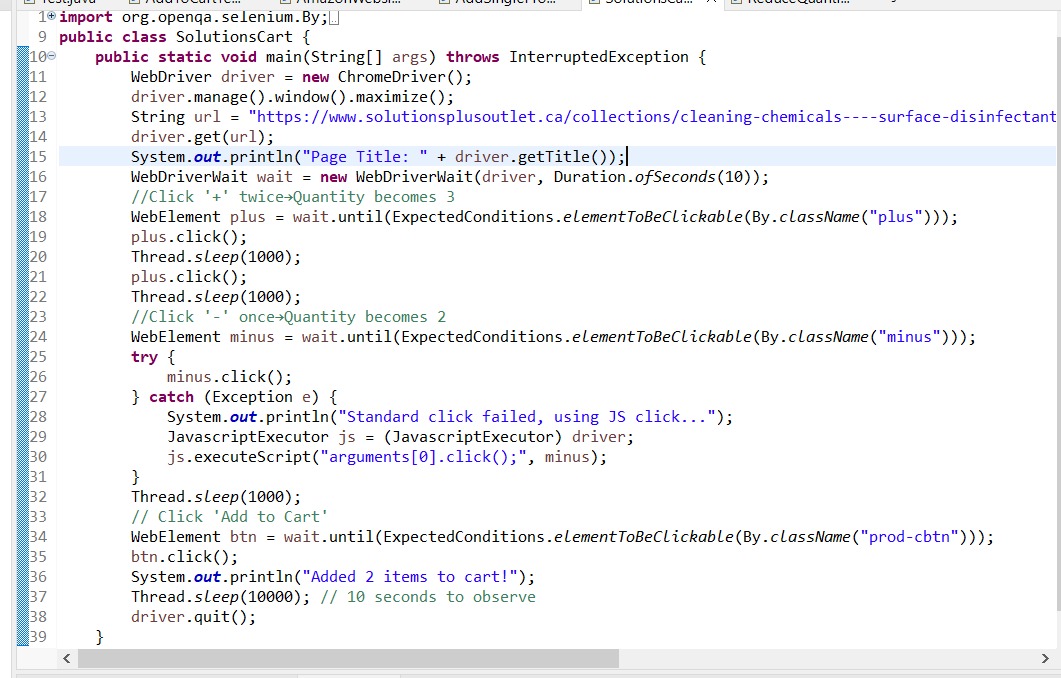 Test.java AddToCartTe... AmazonWebsi... AddSinglePro... SolutionsCa... ReduceQuanti...
1 import org.openqa.selenium.By;
9 public class SolutionsCart {
10 public static void main(String[] args) throws InterruptedException {
11 WebDriver driver = new ChromeDriver();
12 driver.manage().window().maximize();
13 String url = "https://www.solutionsplusoutlet.ca/collections/cleaning-chemicals----surface-disinfectant
14 driver.get(url);
15 System.out.println("Page Title: " + driver.getTitle());
16 WebDriverWait wait = new WebDriverWait(driver, Duration.ofSeconds(10));
17 //Click '+' twice→Quantity becomes 3
18 WebElement plus = wait.until(ExpectedConditions.elementToBeClickable(By.className("plus")));
19 plus.click();
20 Thread.sleep(1000);
21 plus.click();
22 Thread.sleep(1000);
23 //Click '-' once→Quantity becomes 2
24 WebElement minus = wait.until(ExpectedConditions.elementToBeClickable(By.className("minus")));
25 try {
26 minus.click();
27 } catch (Exception e) {
28 System.out.println("Standard click failed, using JS click...");
29 JavascriptExecutor js = (JavascriptExecutor) driver;
30 js.executeScript("arguments[0].click();", minus);
31 }
32 Thread.sleep(1000);
33 // Click 'Add to Cart'
34 WebElement btn = wait.until(ExpectedConditions.elementToBeClickable(By.className("prod-cbtn")));
35 btn.click();
36 System.out.println("Added 2 items to cart!");
37 Thread.sleep(10000); // 10 seconds to observe
38 driver.quit();
39 }